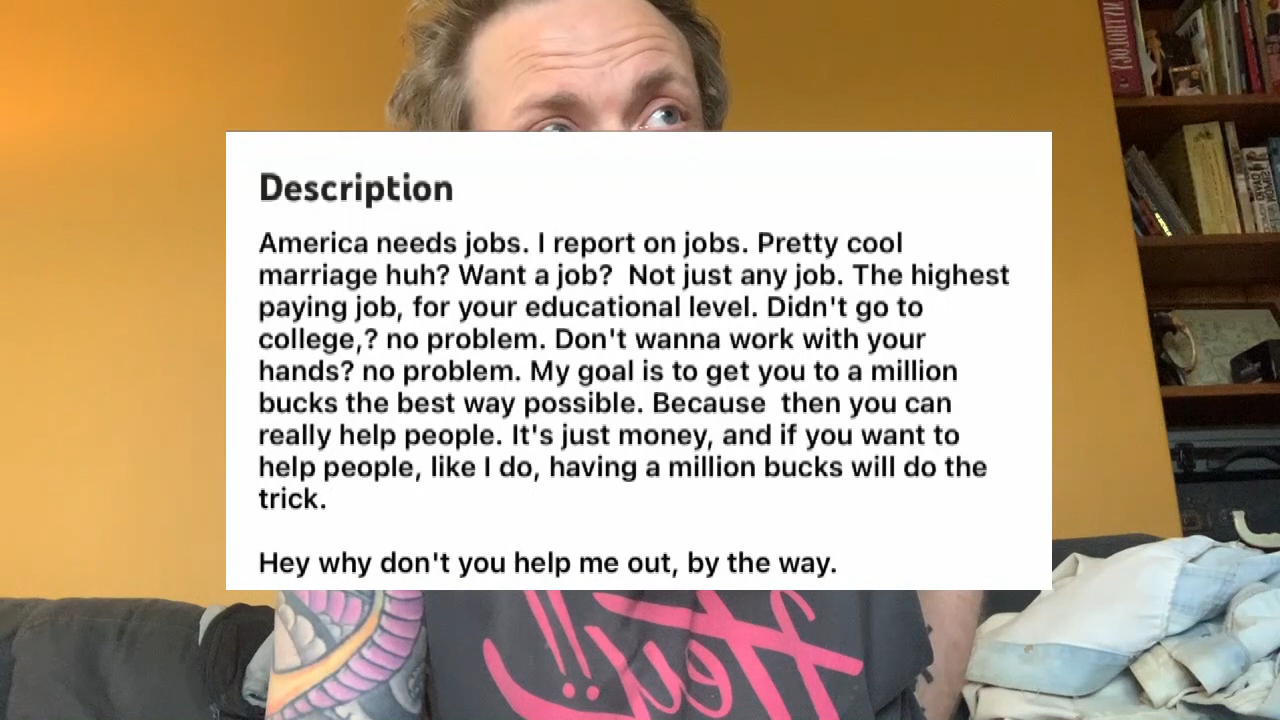 MYTHOLOGY
Description
America needs jobs. I report on jobs. Pretty cool
marriage huh? Want a job?  Not just any job. The highest
paying job, for your educational level. Didn't go to
college,? no problem. Don't wanna work with your
hands? no problem. My goal is to get you to a million
bucks the best way possible. Because  then you can
really help people. It's just money, and if you want to
help people, like I do, having a million bucks will do the
trick.
Hey why don't you help me out, by the way.